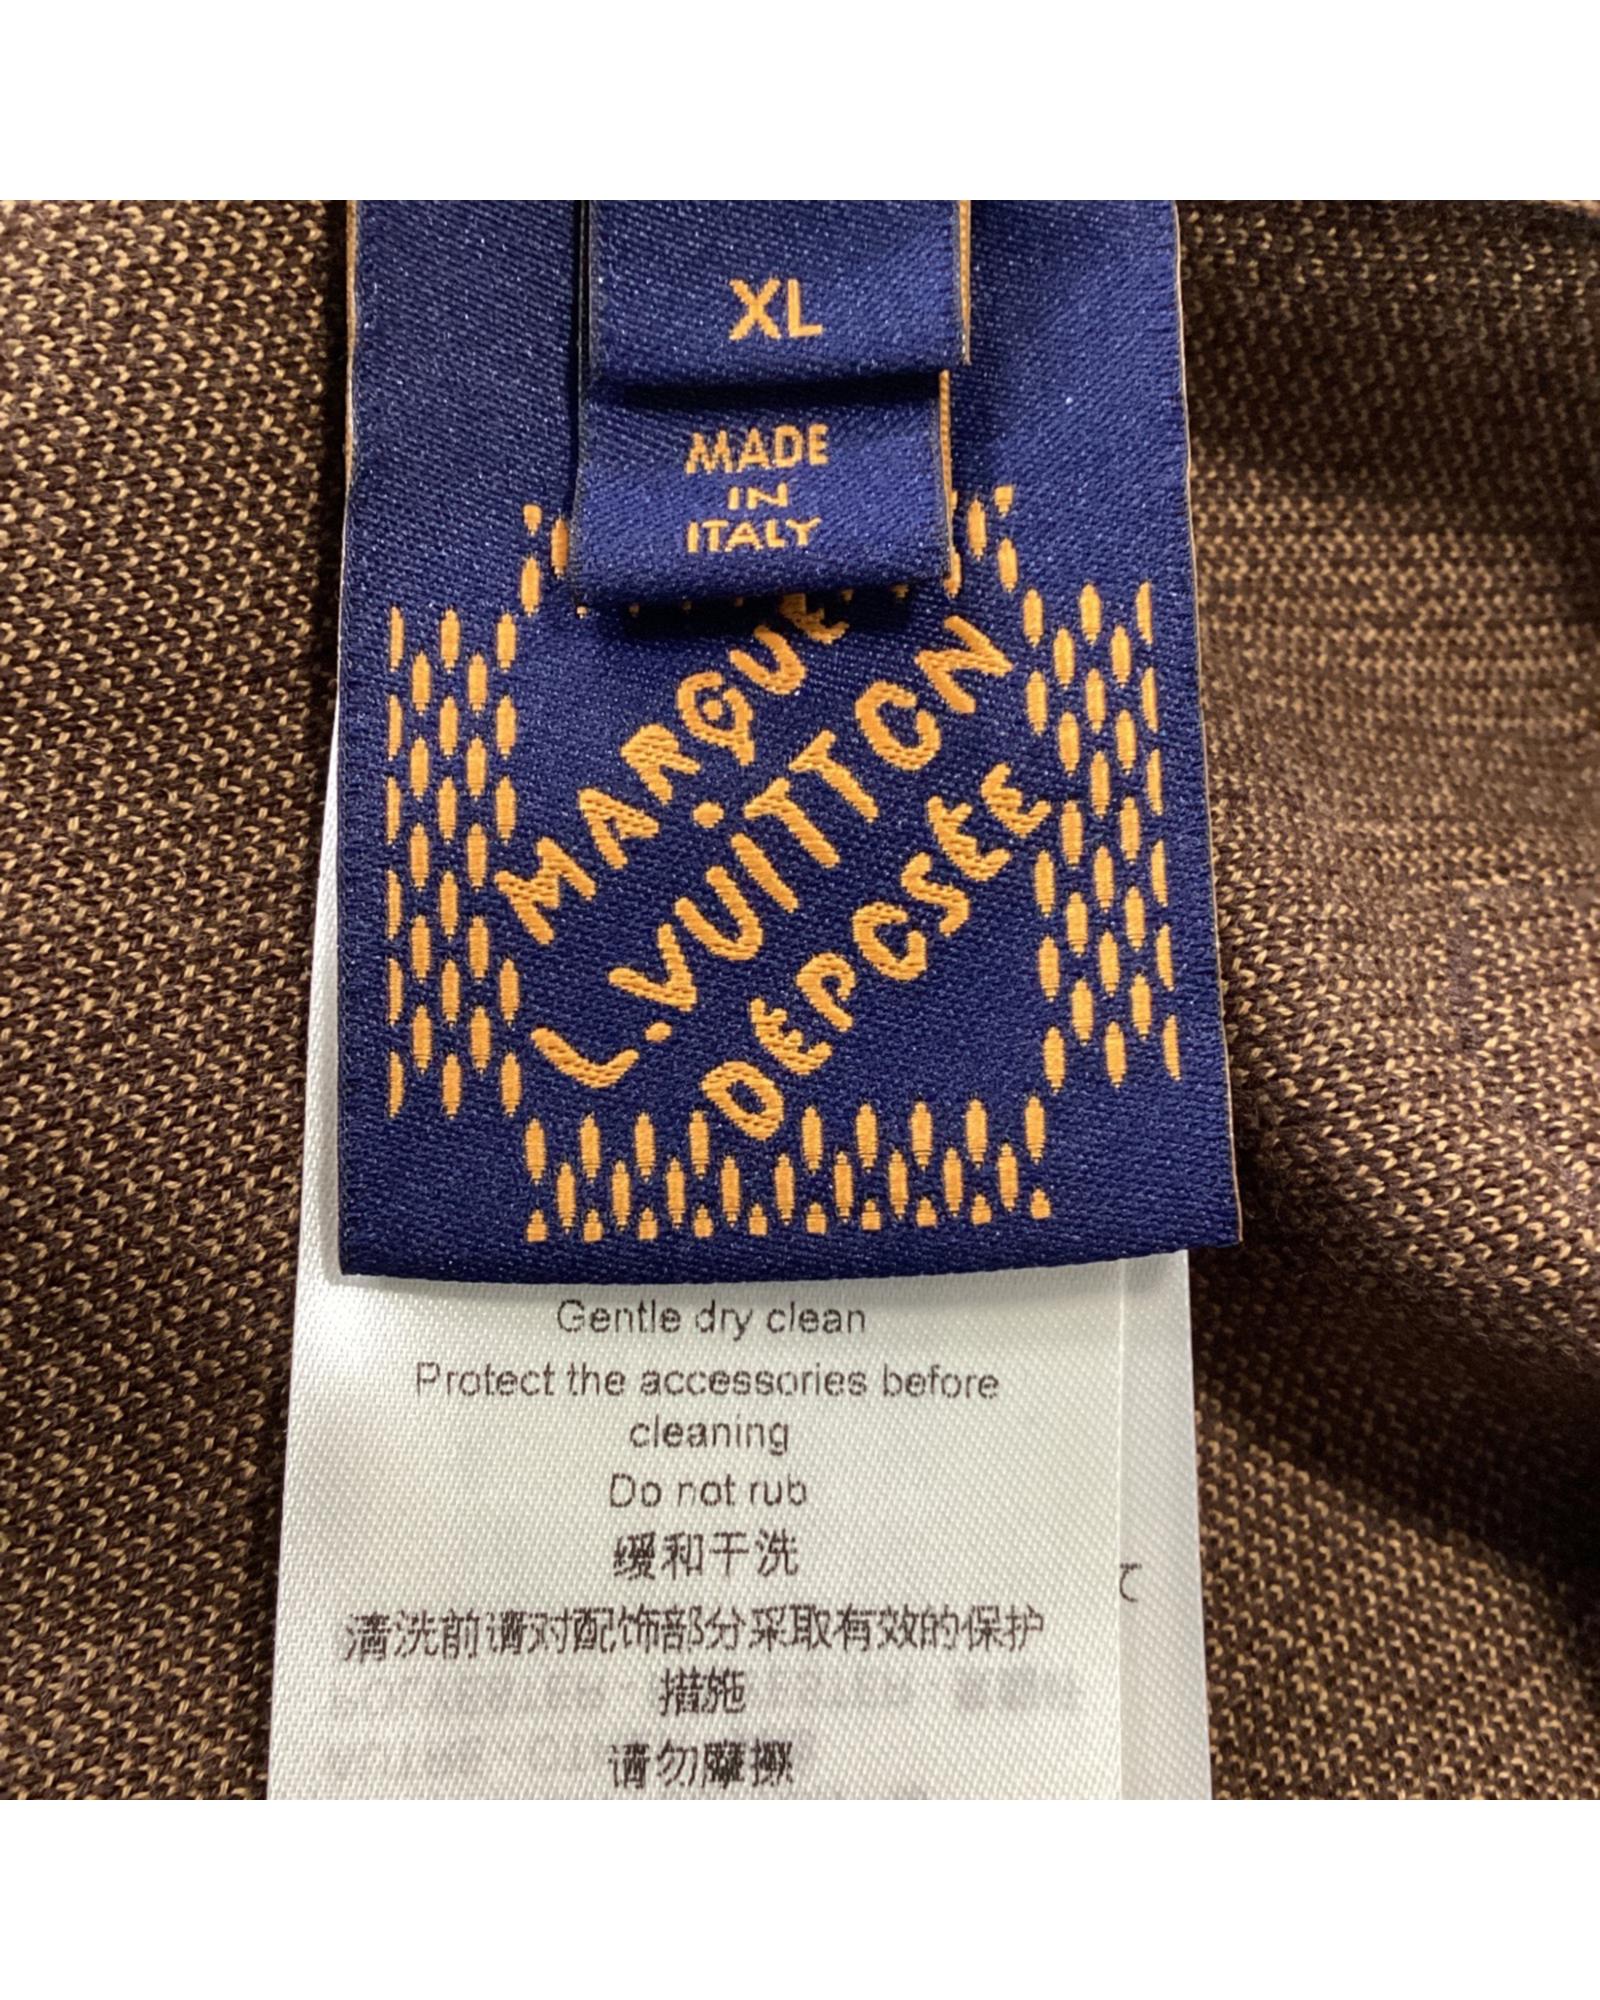 XL
MADE
IN
ITALY
MARQUE
L.VUITTON
DÉPOSÉE
Gentle dry clean
Protect the accessories before
cleaning
Do not rub
缓和干洗
清洗前请对配饰部分采取有效的保护
措施
请勿摩擦
て